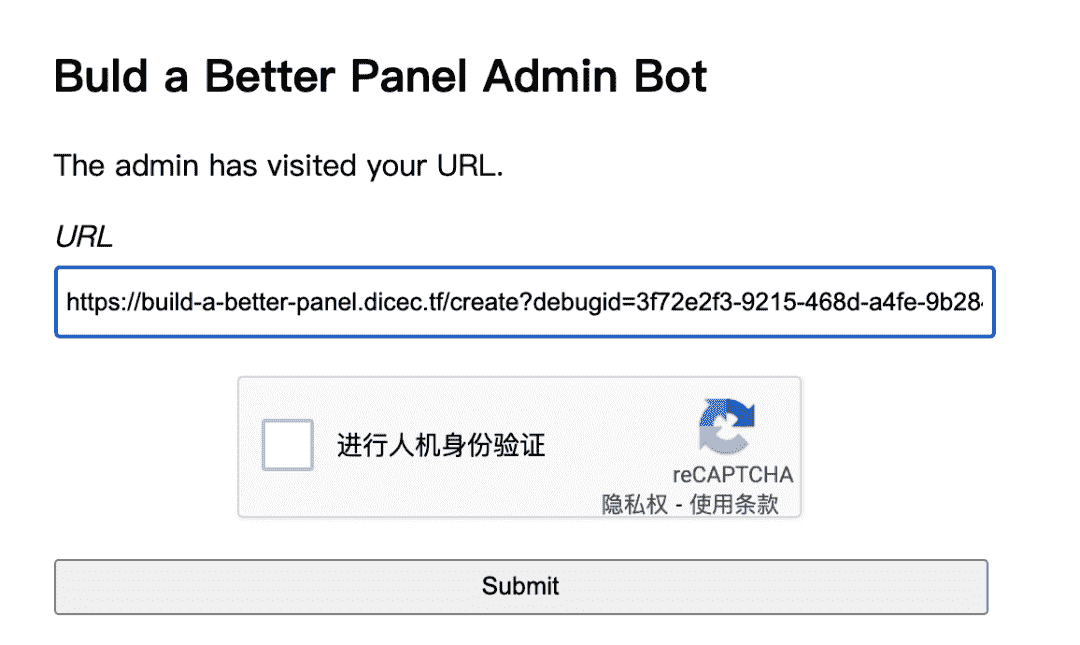 Buld a Better Panel Admin Bot
The admin has visited your URL.
URL
https://build-a-better-panel.dicec.tf/create?debugid=3f72e2f3-9215-468d-a4fe-9b28
进行人机身份验证
reCAPTCHA
隐私权 - 使用条款
Submit